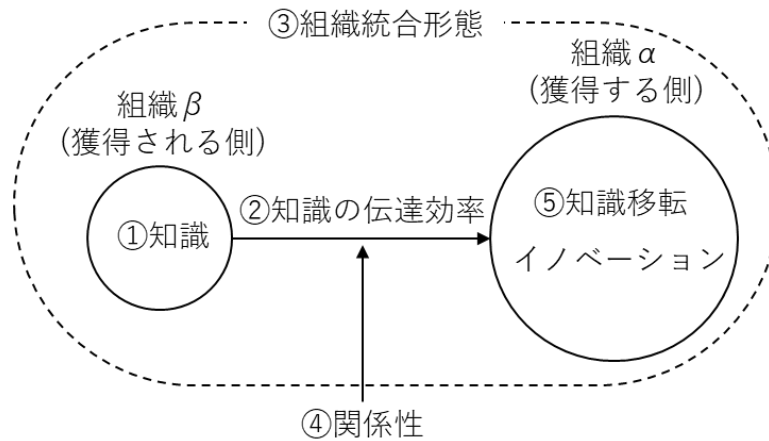 ③組織統合形態
組織α
(獲得する側)
組織β
(獲得される側)
②知識の伝達効率
①知識
⑤知識移転
イノベーション
④関係性